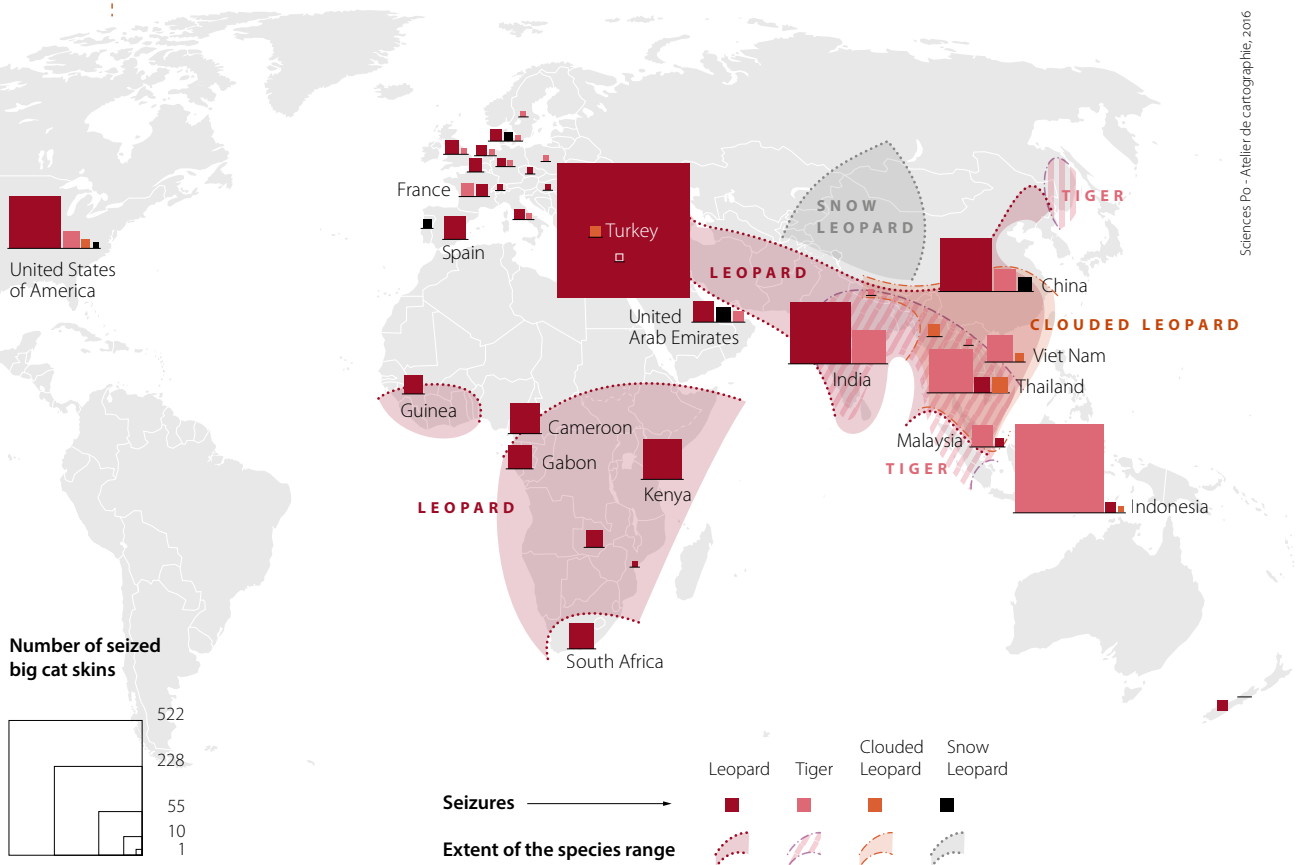 Sciences Po - Atelier de cartographie, 2016
TIGER
France
SNOW
LEOPARD
Turkey
Spain
United States
of America
LEOPARD
China
United
Arab Emirates
CLOUDED LEOPARD
Viet Nam
India
Thailand
Guinea
Cameroon
Malaysia
Gabon
TIGER
Kenya
LEOPARD
Indonesia
South Africa
Number of seized
big cat skins
522
228
55
10
1
Leopard
Tiger
Clouded
Leopard
Snow
Leopard
Seizures
Extent of the species range